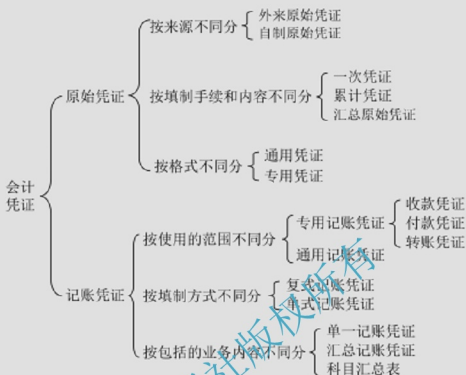 外来原始凭证
按来源不同分
自制原始凭证
一次凭证
原始凭证
按填制手续和内容不同分
累计凭证
汇总原始凭证
通用凭证
按格式不同分
专用凭证
会计
凭证
收款凭证
专用记账凭证
付款凭证
按使用的范围不同分
转账凭证
通用记账凭证
复式记账凭证
记账凭证
按填制方式不同分
单式记账凭证
单一记账凭证
按包括的业务内容不同分
汇总记账凭证
科目汇总表
社版权所有